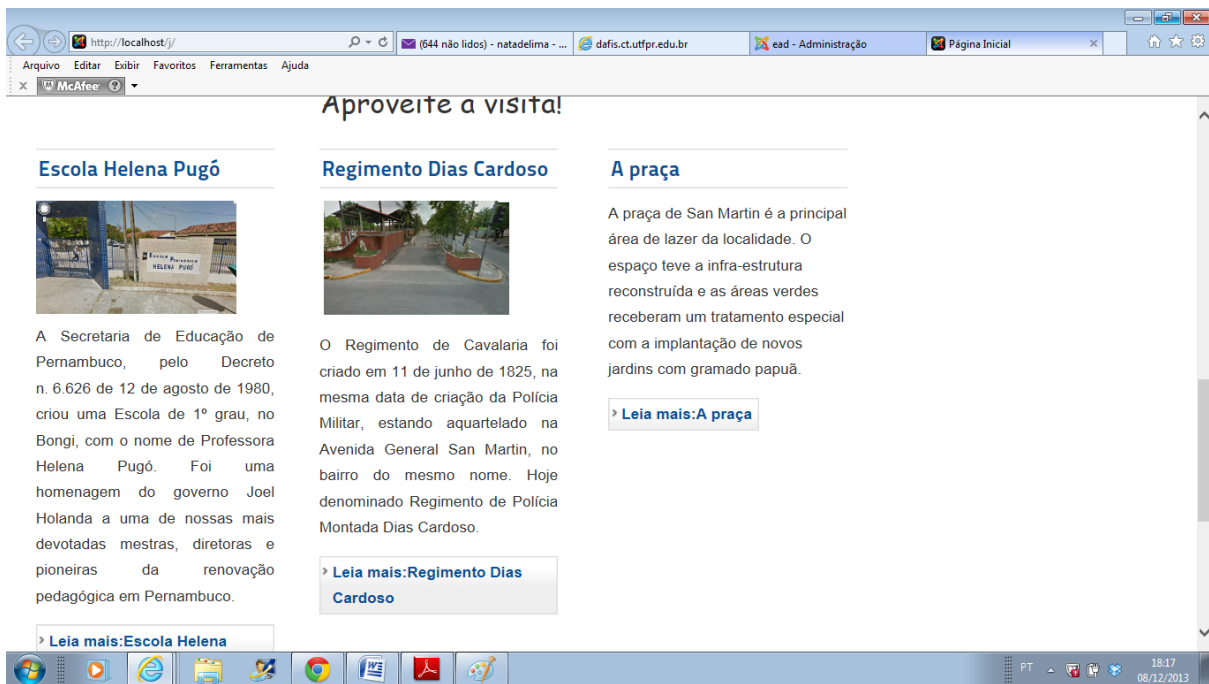 http://localhost/j/
(644 não lidos) - natadelima - ...
dafis.ct.utfpr.edu.br
ead - Administração
Página Inicial
Arquivo Editar Exibir Favoritos Ferramentas Ajuda
x McAfee
Aproveite a visita!
Escola Helena Pugó
HELENA PUGÓ
A Secretaria de Educação de
Pernambuco, pelo Decreto
n. 6.626 de 12 de agosto de 1980,
criou uma Escola de 1º grau, no
Bongi, com o nome de Professora
Helena Pugó. Foi uma
homenagem do governo Joel
Holanda a uma de nossas mais
devotadas mestras, diretoras e
pioneiras da renovação
pedagógica em Pernambuco.
Leia mais:Escola Helena
Regimento Dias Cardoso
O Regimento de Cavalaria foi
criado em 11 de junho de 1825, na
mesma data de criação da Polícia
Militar, estando aquartelado na
Avenida General San Martin, no
bairro do mesmo nome. Hoje
denominado Regimento de Polícia
Montada Dias Cardoso.
Leia mais:Regimento Dias
Cardoso
A praça
A praça de San Martin é a principal
área de lazer da localidade. O
espaço teve a infra-estrutura
reconstruída e as áreas verdes
receberam um tratamento especial
com a implantação de novos
jardins com gramado papuã.
Leia mais:A praça
PT
18:17
08/12/2013